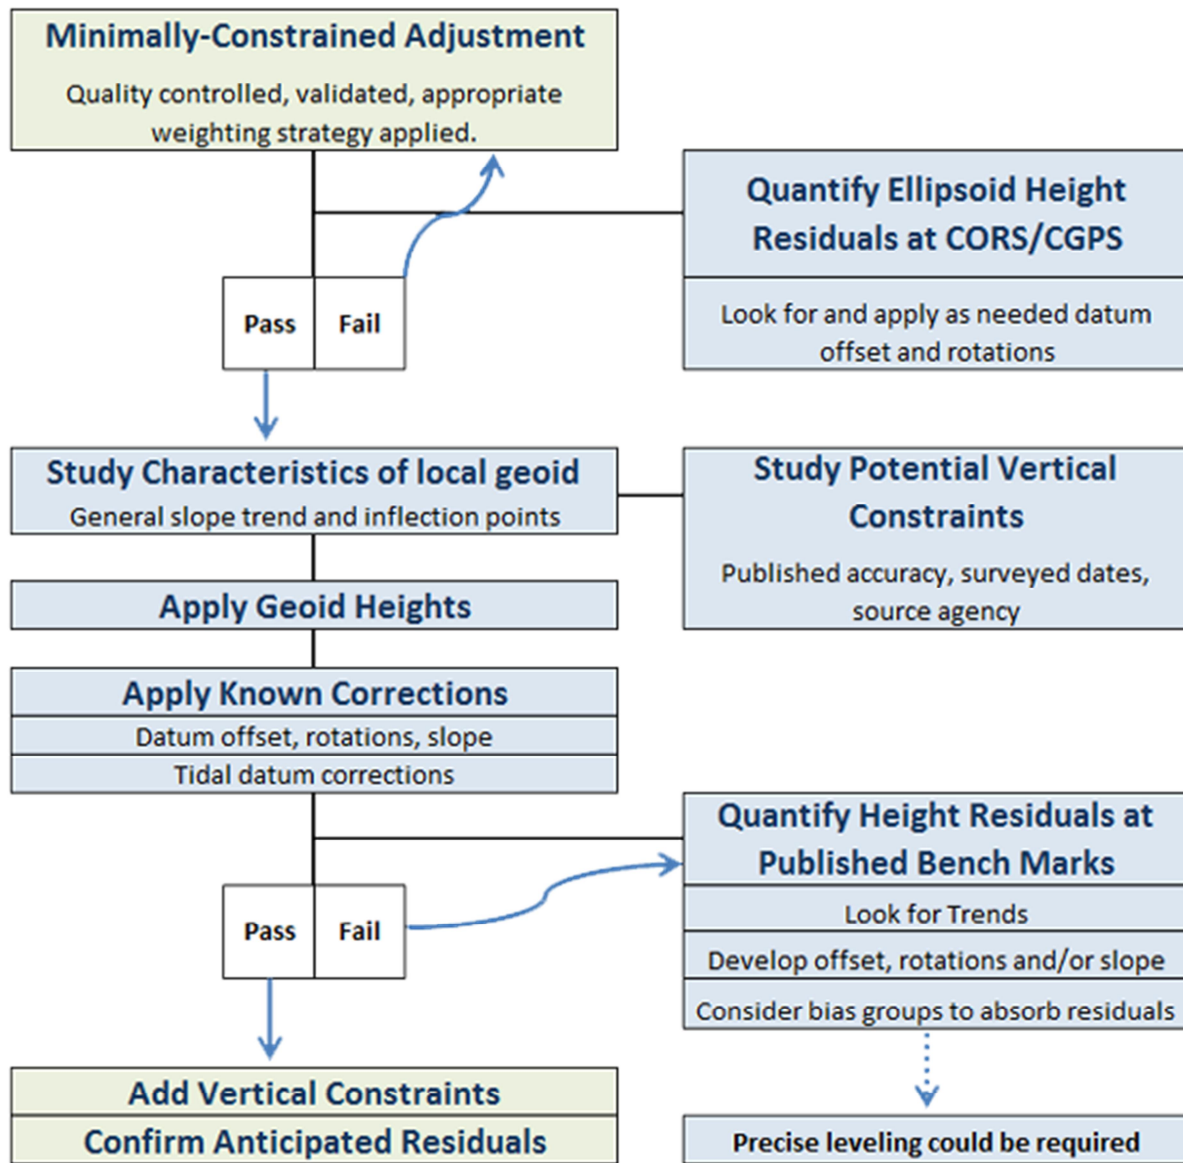 Minimally-Constrained Adjustment
Quality controlled, validated, appropriate
weighting strategy applied.
Quantify Ellipsoid Height
Residuals at CORS/CGPS
Look for and apply as needed datum
offset and rotations
Pass
Fail
Study Characteristics of local geoid
General slope trend and inflection points
Study Potential Vertical
Constraints
Published accuracy, surveyed dates,
source agency
Apply Geoid Heights
Apply Known Corrections
Datum offset, rotations, slope
Tidal datum corrections
Quantify Height Residuals at
Published Bench Marks
Look for Trends
Develop offset, rotations and/or slope
Consider bias groups to absorb residuals
Pass
Fail
Add Vertical Constraints
Confirm Anticipated Residuals
Precise leveling could be required